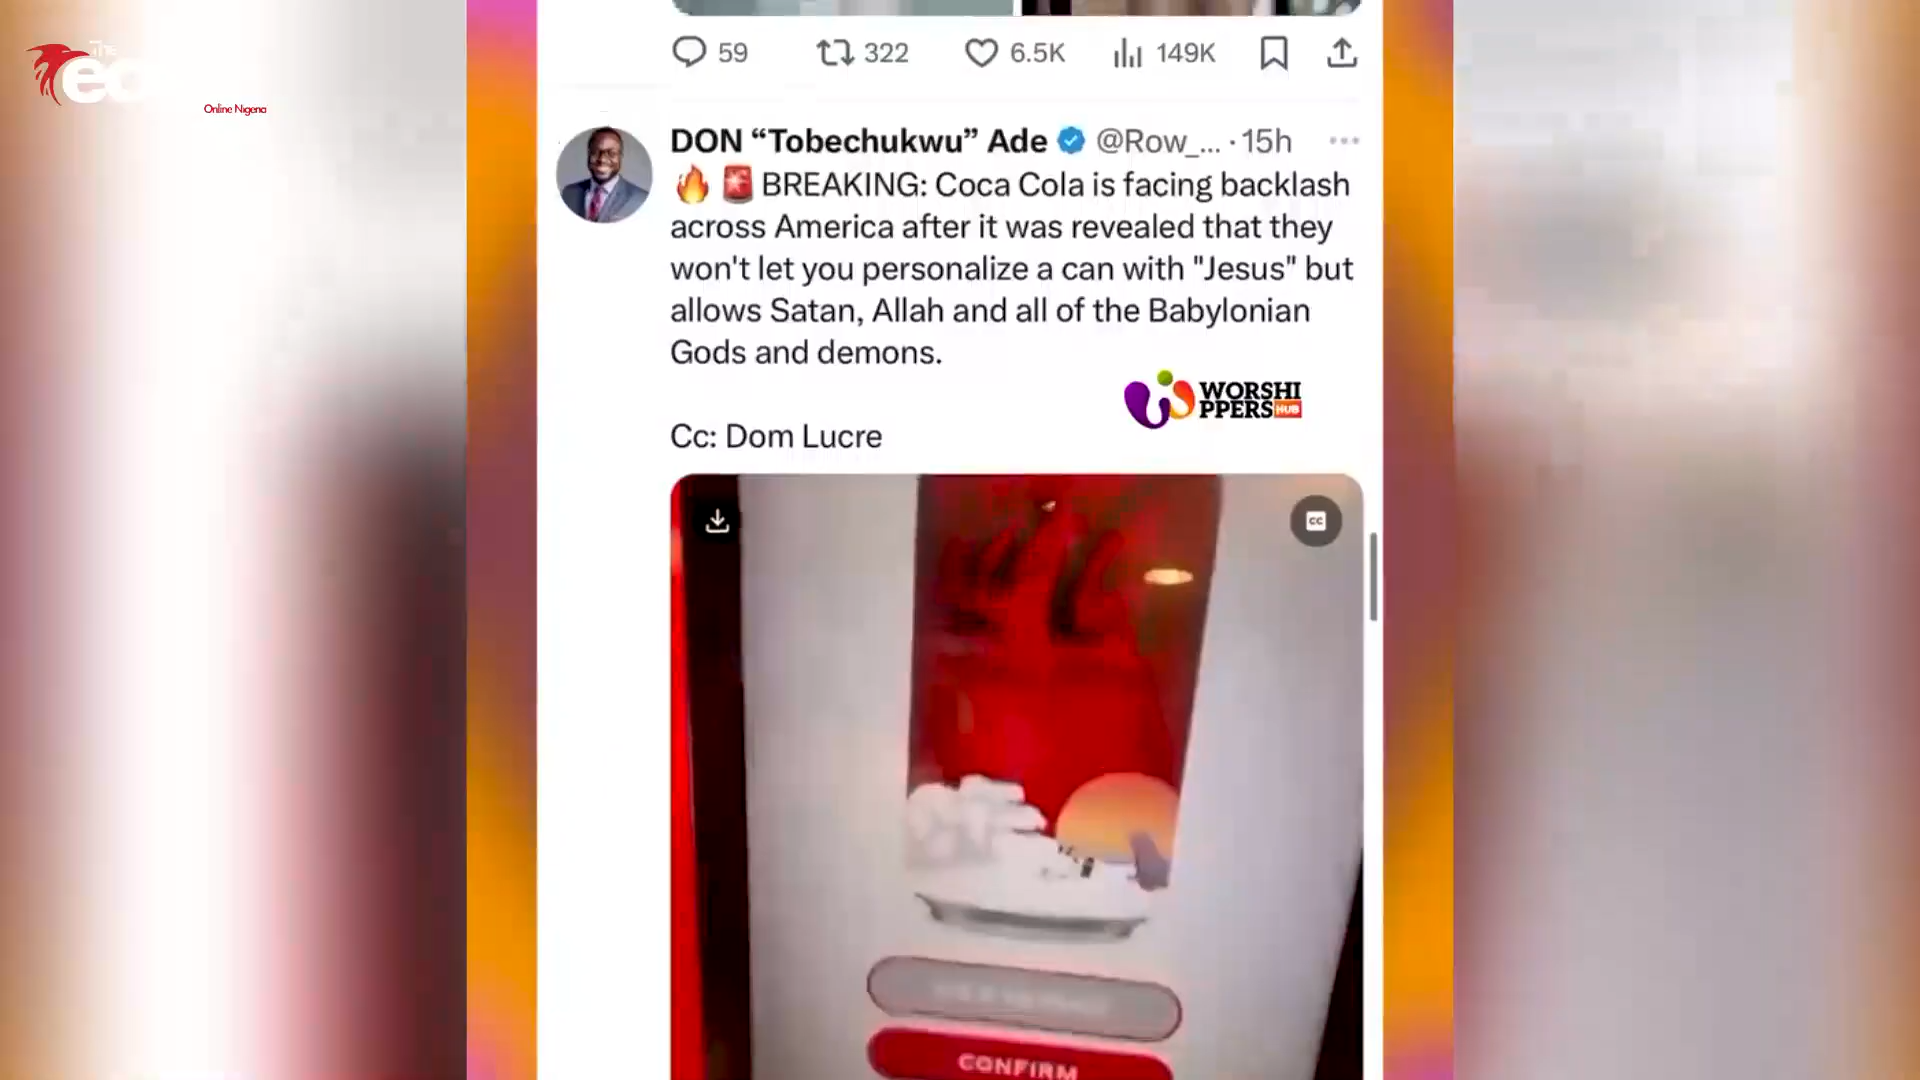 the
Online Nigeria
59 322 6.5K 149K
DON “Tobechukwu” Ade @Row_... · 15h
🔥 🚨 BREAKING: Coca Cola is facing backlash
across America after it was revealed that they
won't let you personalize a can with "Jesus" but
allows Satan, Allah and all of the Babylonian
Gods and demons.
WORSHI
PPERS HUB
Cc: Dom Lucre
CC
CONFIRM